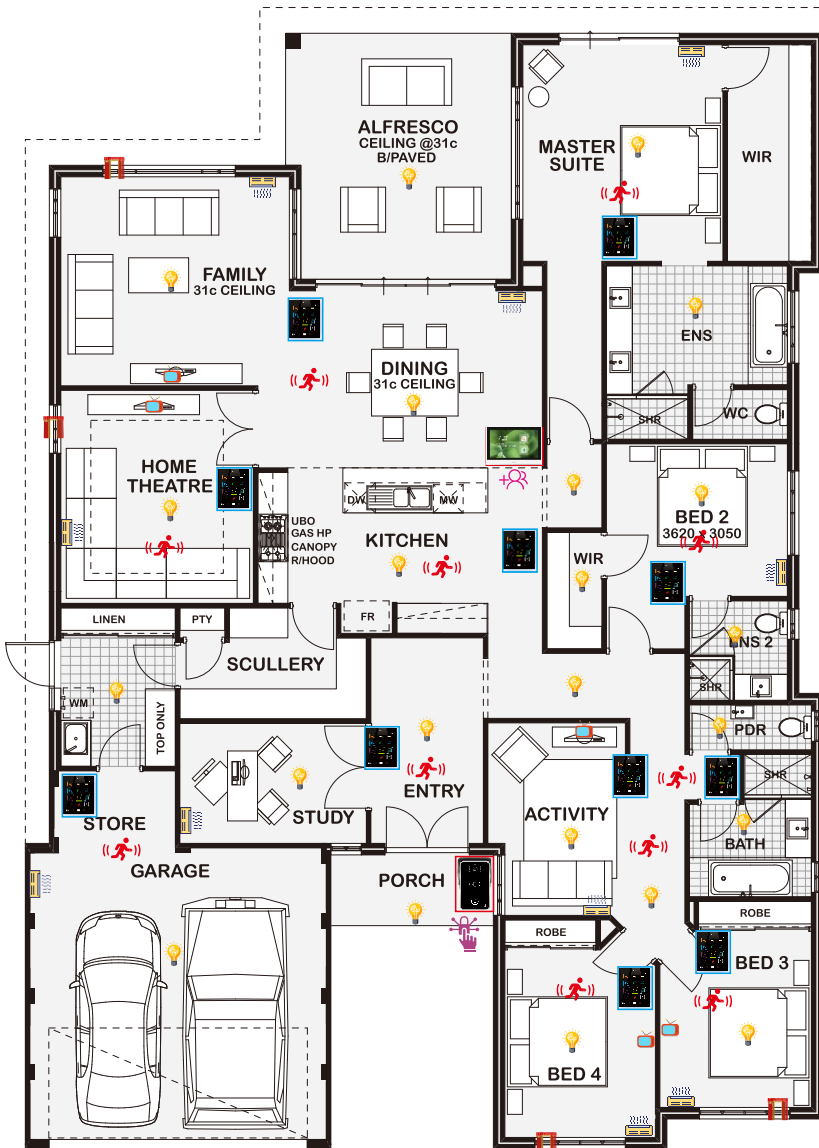 ALFRESCO
CEILING @31c
B/PAVED
MASTER
SUITE
WIR
FAMILY
31c CEILING
ENS
DINING
31c CEILING
WC
SHR
HOME
THEATRE
DW
MW
UBO
GAS HP
CANOPY
R/HOOD
KITCHEN
BED 2
3620 x 3050
WIR
FR
LINEN
PTY
SCULLERY
ENS 2
SHR
WM
TOP ONLY
PDR
ENTRY
STUDY
STORE
ACTIVITY
SHR
BATH
GARAGE
PORCH
ROBE
ROBE
BED 3
BED 4